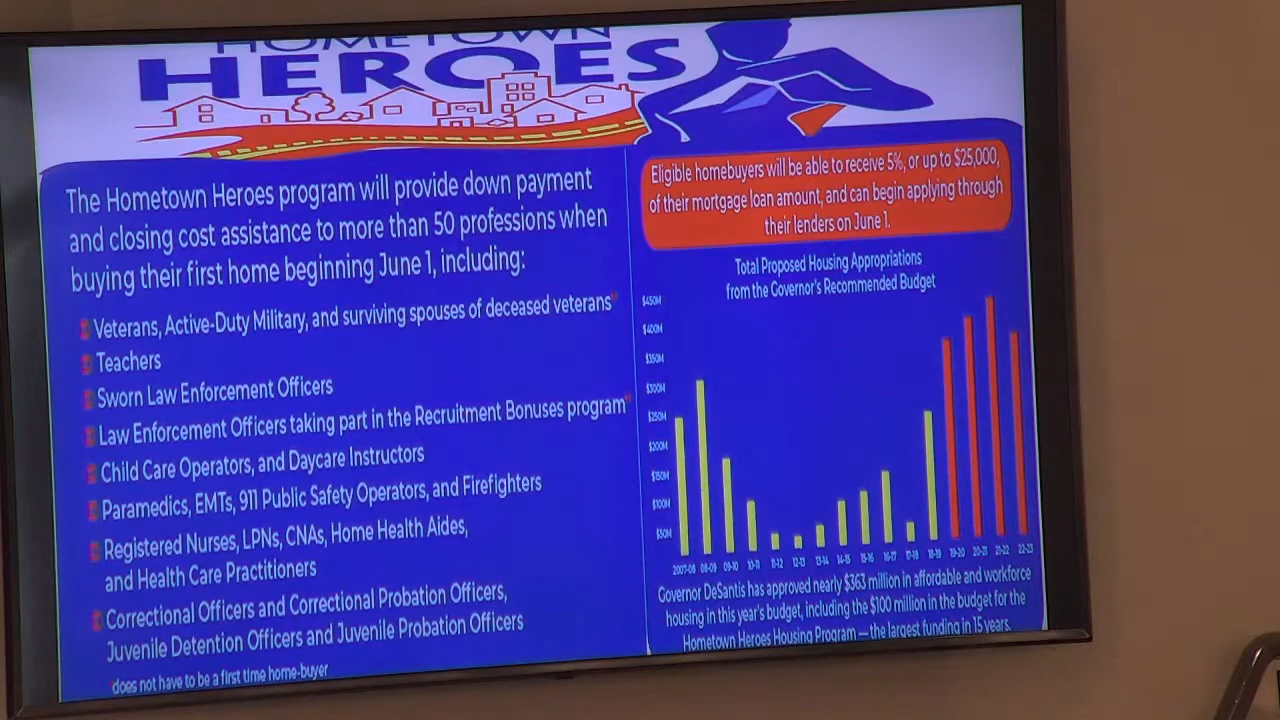 HOMETOWN
HEROES
The Hometown Heroes program will provide down payment
and closing cost assistance to more than 50 professions when
buying their first home beginning June 1, including:
Veterans, Active-Duty Military, and surviving spouses of deceased veterans*
Teachers
Sworn Law Enforcement Officers
Law Enforcement Officers taking part in the Recruitment Bonuses program*
Child Care Operators, and Daycare Instructors
Paramedics, EMTs, 911 Public Safety Operators, and Firefighters
Registered Nurses, LPNs, CNAs, Home Health Aides,
and Health Care Practitioners
Correctional Officers and Correctional Probation Officers,
Juvenile Detention Officers and Juvenile Probation Officers
*does not have to be a first time home-buyer
Eligible homebuyers will be able to receive 5%, or up to $25,000,
of their mortgage loan amount, and can begin applying through
their lenders on June 1.
Total Proposed Housing Appropriations
from the Governor's Recommended Budget
$450M
$400M
$350M
$300M
$250M
$200M
$150M
$100M
$50M
2007-08 08-09 09-10 10-11 11-12 12-13 13-14 14-15 15-16 16-17 17-18 18-19 19-20 20-21 21-22 22-23
Governor DeSantis has approved nearly $363 million in affordable and workforce
housing in this year's budget, including the $100 million in the budget for the
Hometown Heroes Housing Program — the largest funding in 15 years.